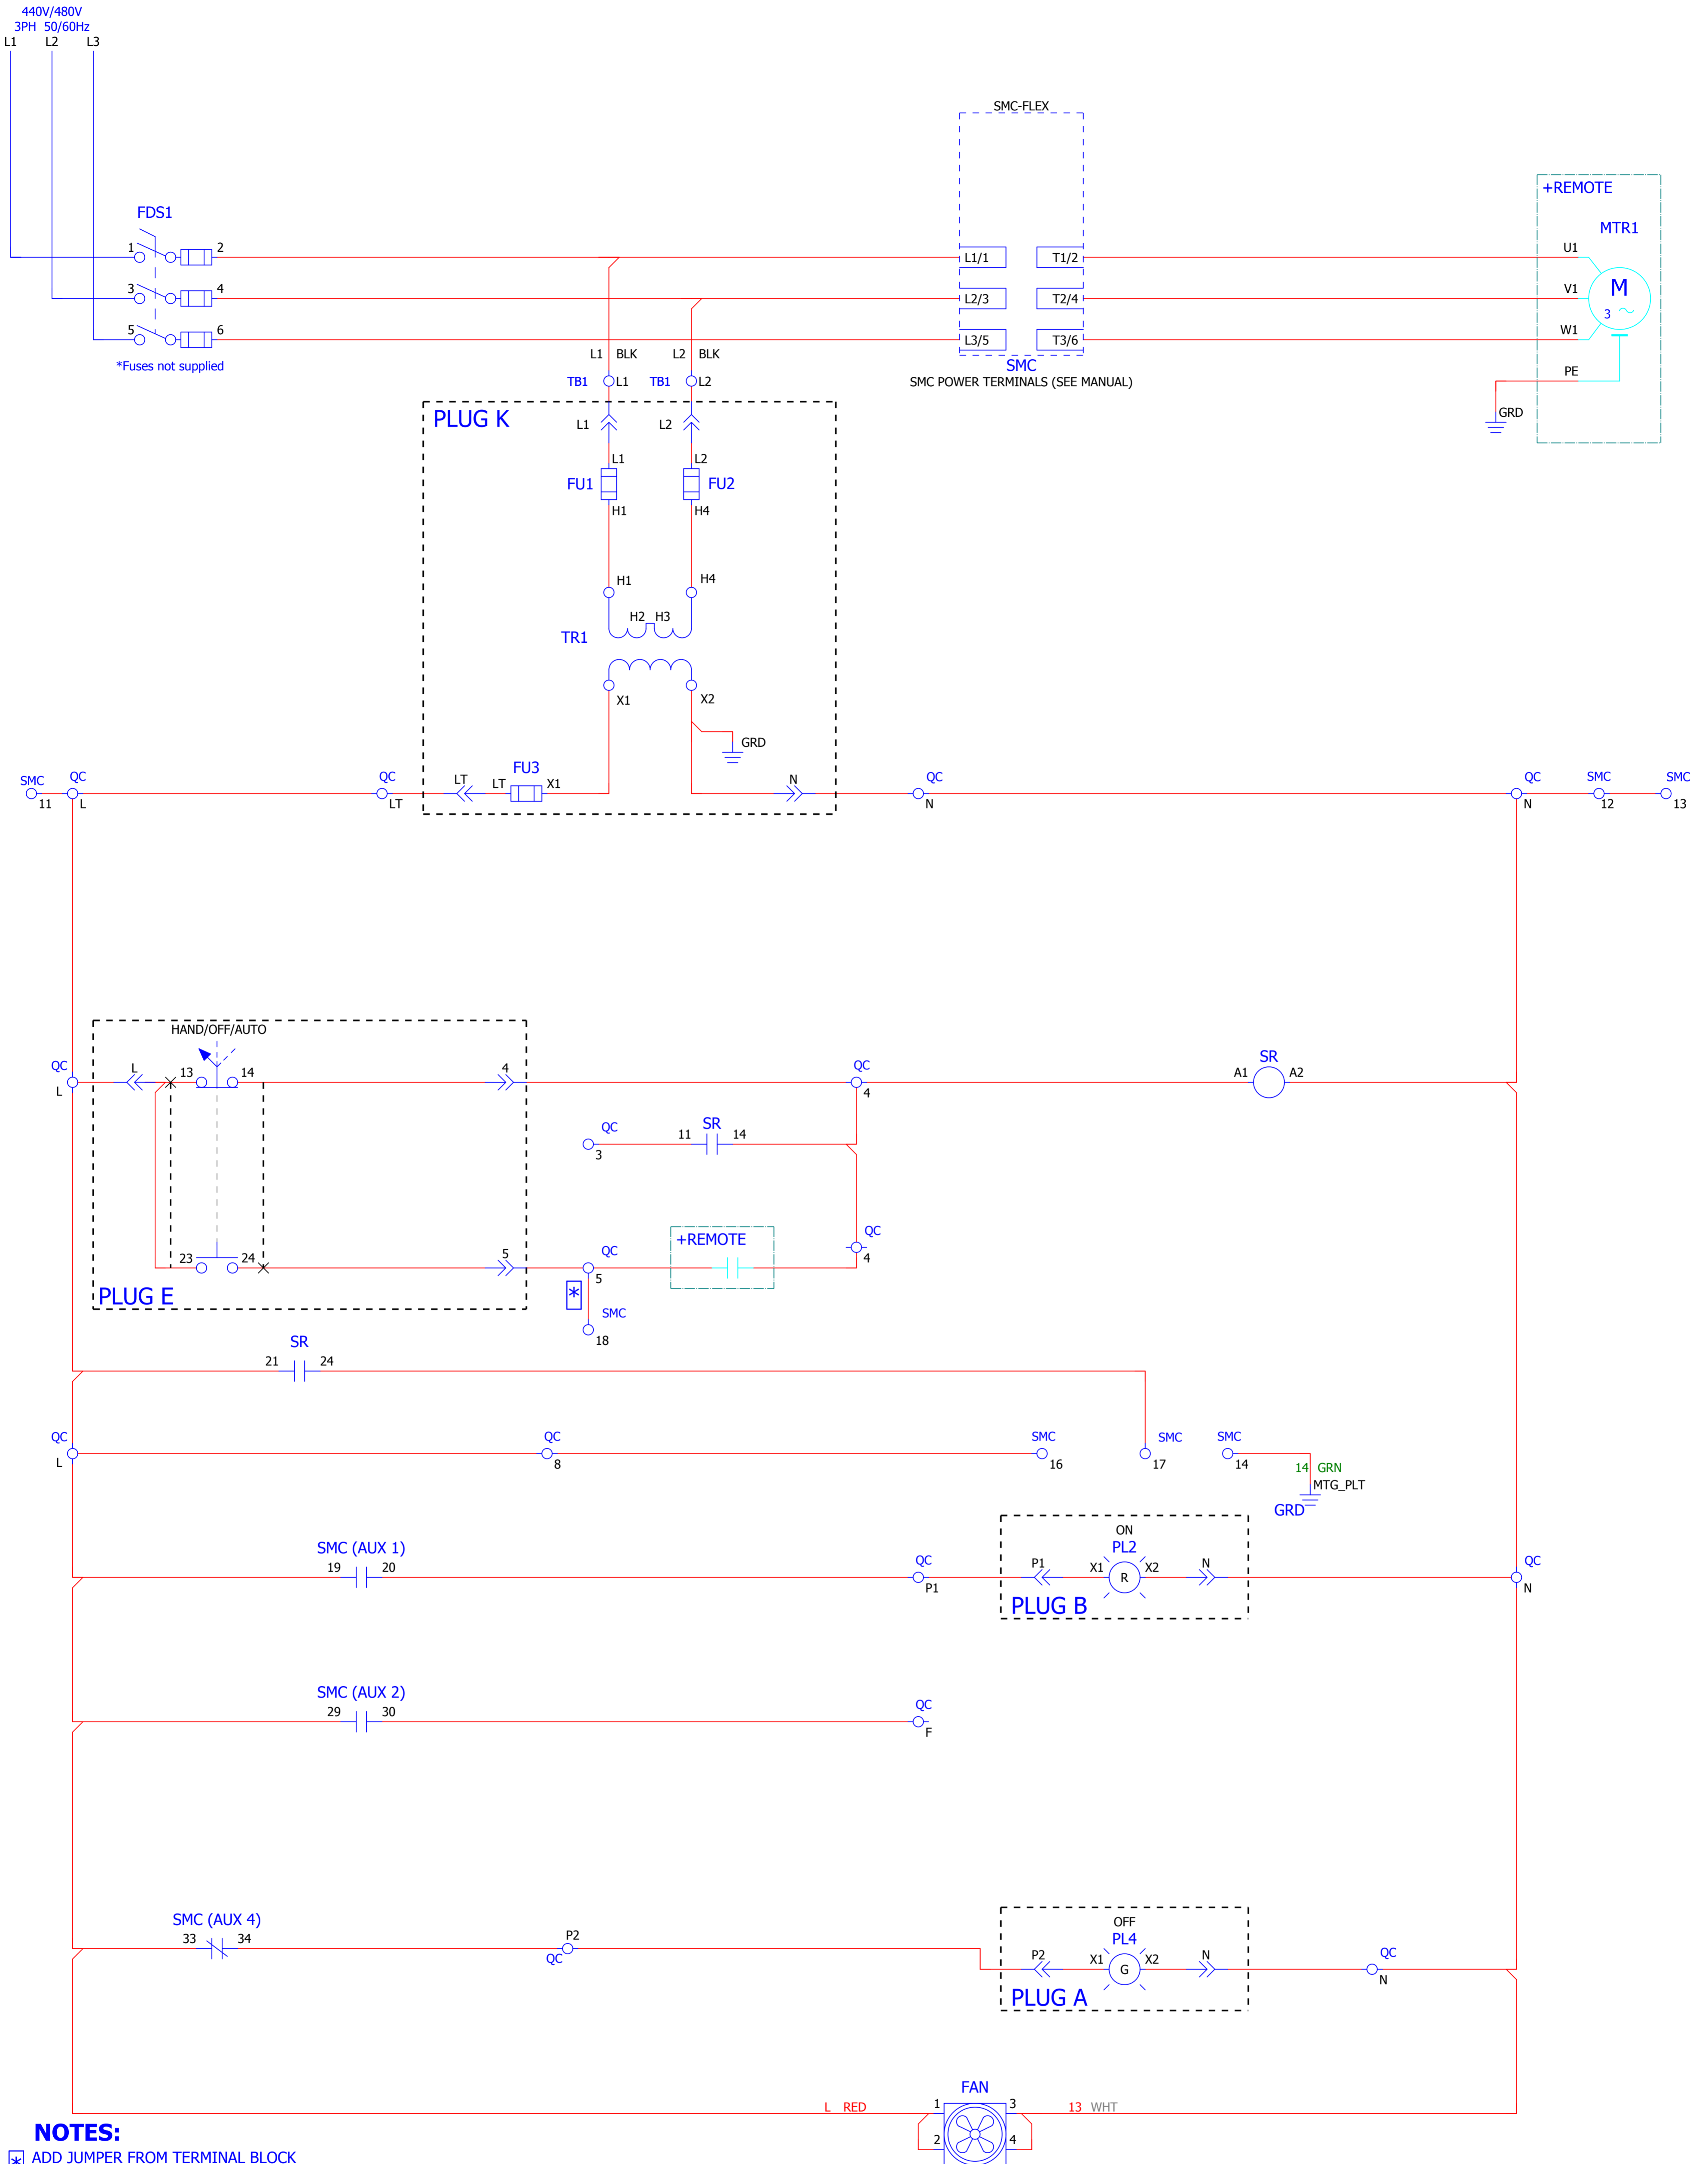 440V/480V
3PH 50/60Hz
L1 L2 L3
SMC-FLEX
+REMOTE
MTR1
FDS1
1 2
L1/1 T1/2
U1
3 4
L2/3 T2/4
V1
M
3
5 6
L3/5 T3/6
W1
*Fuses not supplied
L1 BLK L2 BLK
SMC
SMC POWER TERMINALS (SEE MANUAL)
PE
TB1 L1 TB1 L2
GRD
PLUG K
L1 L2
L1 L2
FU1 FU2
H1 H4
H1 H4
H2 H3
TR1
X1 X2
GRD
SMC QC QC LT LT FU3 X1 N QC QC SMC SMC
11 L LT N N 12 13
HAND/OFF/AUTO
QC L 13 14 4 QC SR
L 4 A1 A2
QC 11 SR 14
3
+REMOTE
QC
4
23 24 5 QC
5
PLUG E
*
SMC
18
SR
21 24
QC QC SMC SMC SMC
L 8 16 17 14
14 GRN
MTG_PLT
GRD
ON
PL2
SMC (AUX 1)
19 20 QC P1 X1 R X2 N QC
P1 N
PLUG B
SMC (AUX 2)
29 30 QC
F
SMC (AUX 4)
33 34 P2
QC
OFF
PL4
P2 X1 G X2 N QC
N
PLUG A
FAN
L RED 1 3 13 WHT
2 4
NOTES:
* ADD JUMPER FROM TERMINAL BLOCK